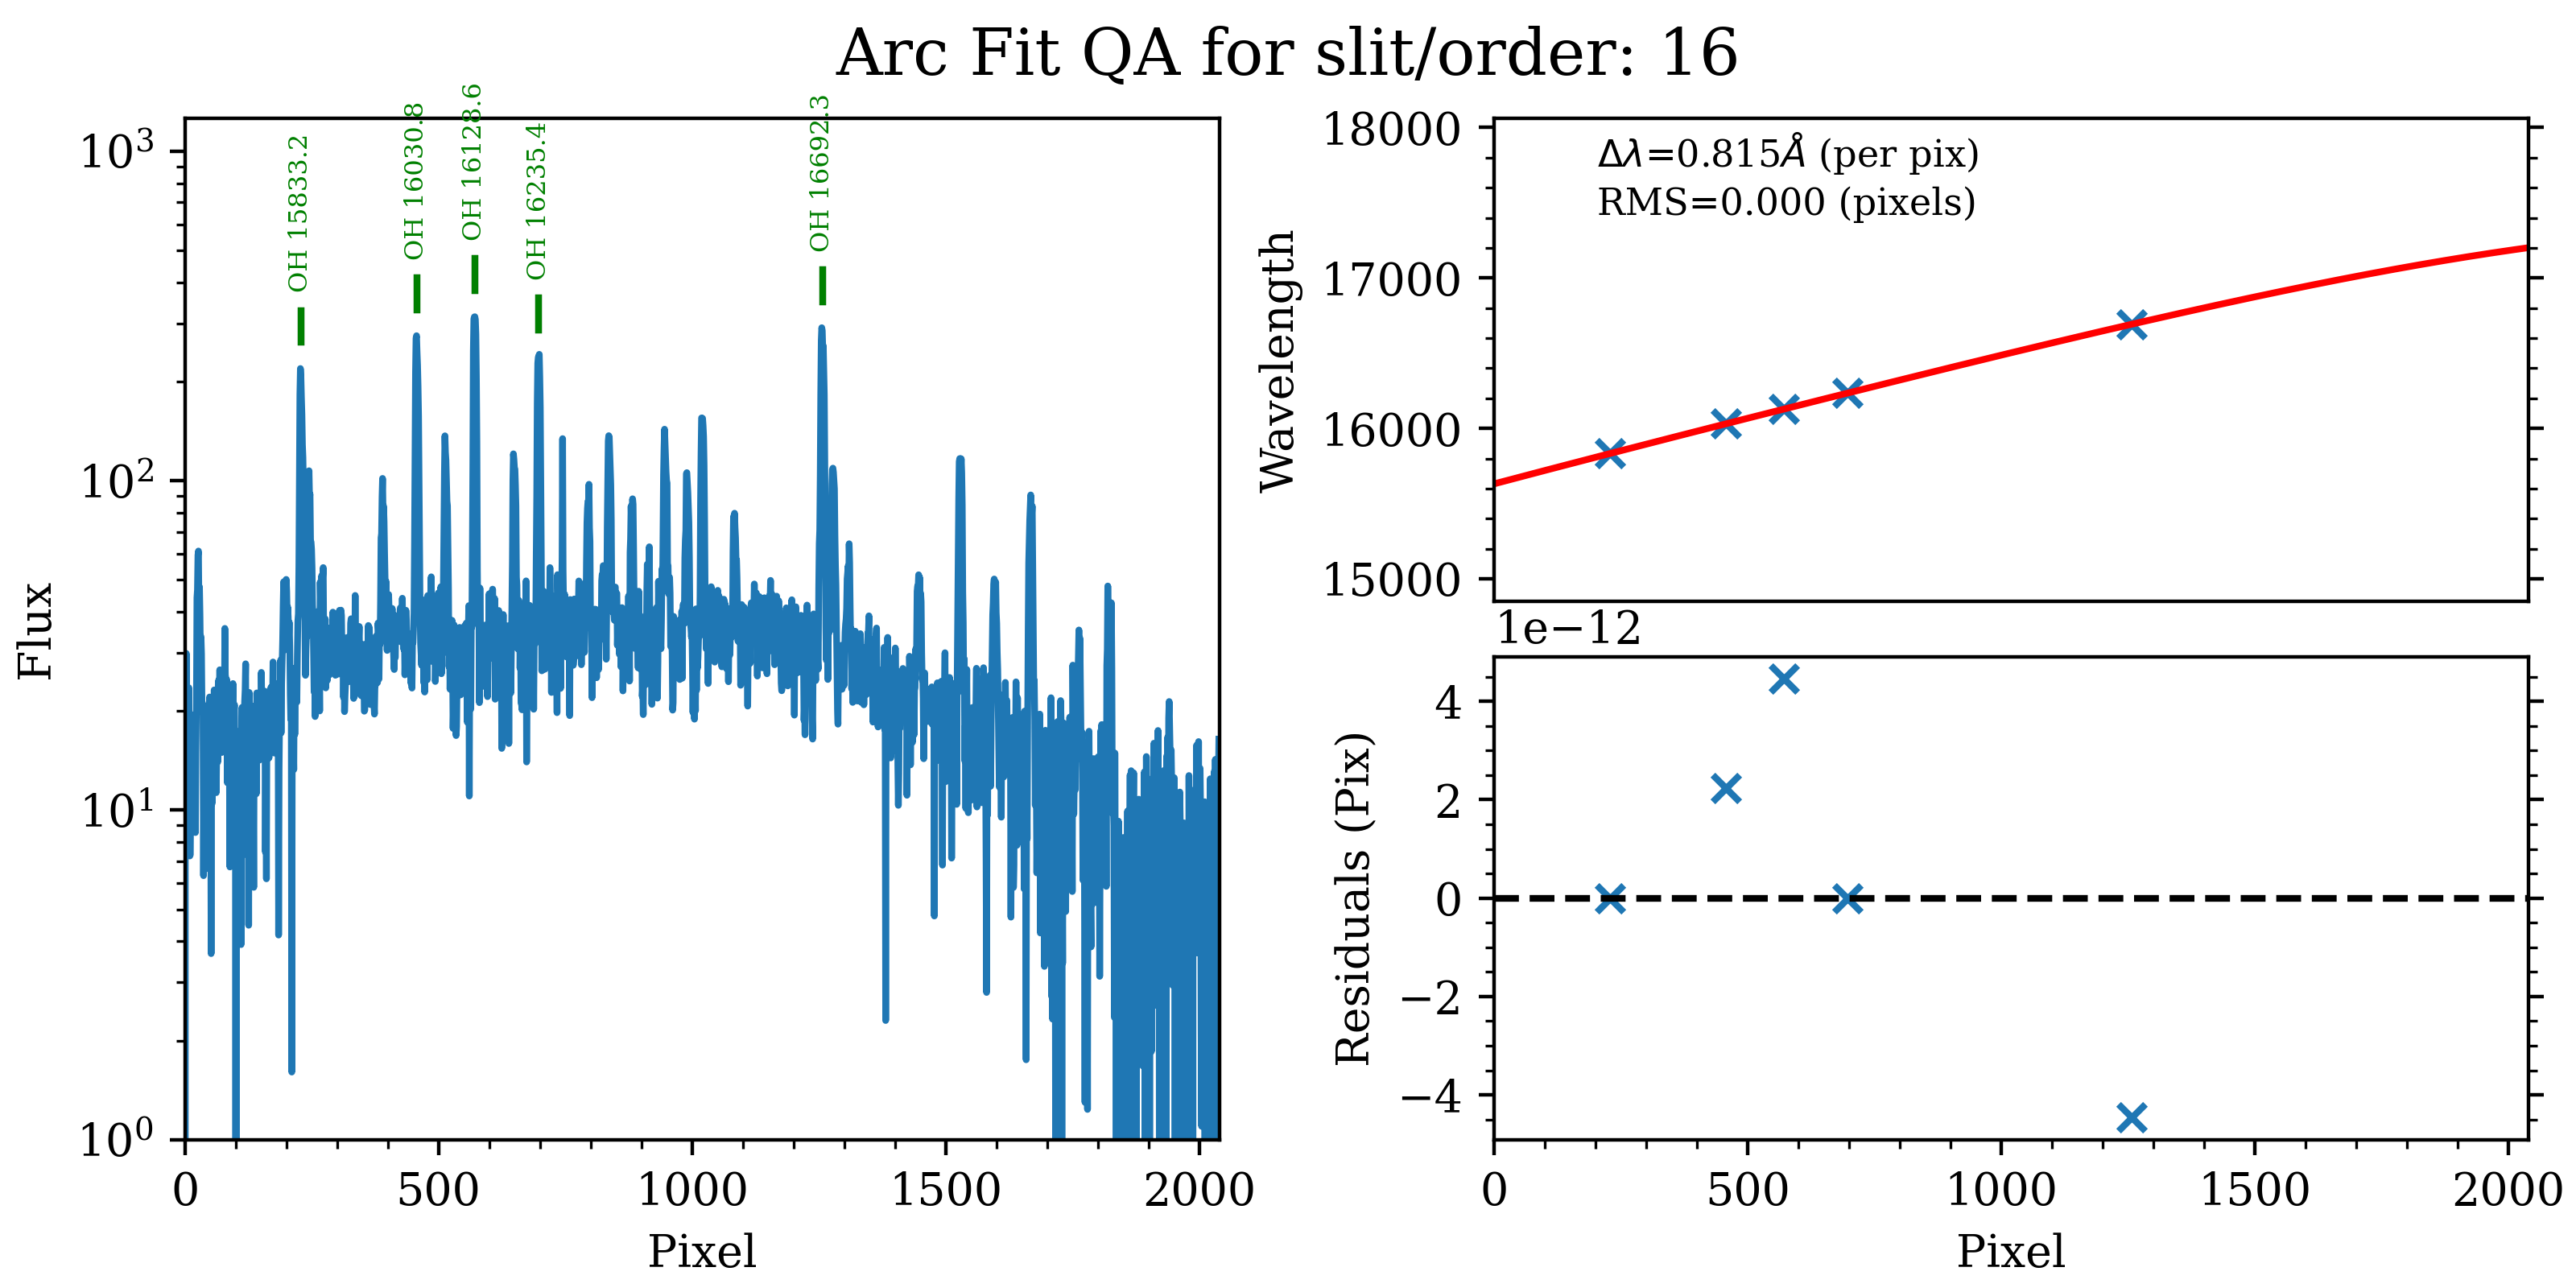 Arc Fit QA for slit/order: 16
OH 15833.2
OH 16030.8
OH 16128.6
OH 16235.4
OH 16692.3
10³
10²
10¹
10⁰
Flux
0 500 1000 1500 2000
Pixel
18000
17000
16000
15000
Wavelength
Δλ=0.815Å (per pix)
RMS=0.000 (pixels)
1e−12
4
2
0
−2
−4
Residuals (Pix)
0 500 1000 1500 2000
Pixel